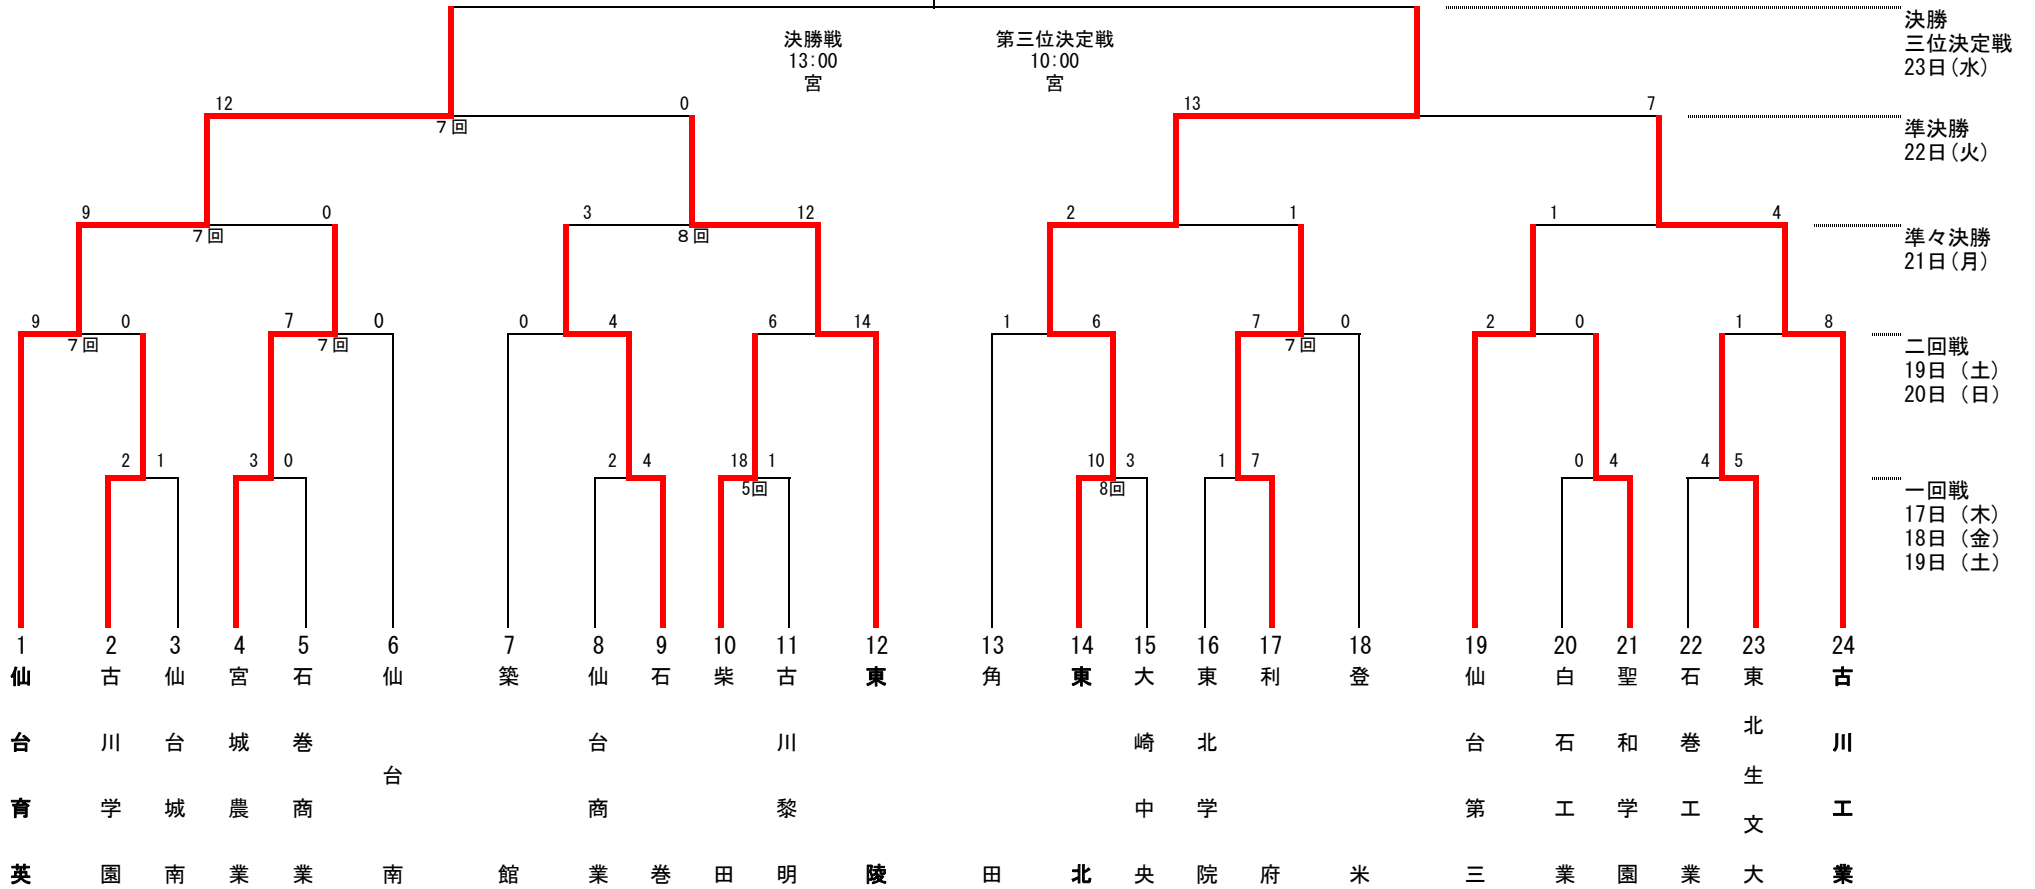 決勝戦
13:00
宮
第三位決定戦
10:00
宮
決勝
三位決定戦
23日(水)
12 0 13 7
7回
準決勝
22日(火)
9 0 3 12 2 1 1 4
7回 8回
準々決勝
21日(月)
9 0 7 0 0 4 6 14 1 6 7 0 2 0 1 8
7回 7回 7回
二回戦
19日(土)
20日(日)
2 1 3 0 2 4 18 1 10 3 1 7 0 4 4 5
5回 8回
一回戦
17日(木)
18日(金)
19日(土)
1 仙台育英
2 古川学園
3 仙台城南
4 宮城農業
5 石巻商業
6 仙台南
7 築館
8 仙台商業
9 石巻
10 柴田
11 古川黎明
12 東陵
13 角田
14 東北
15 大崎中央
16 東北学院
17 利府
18 登米
19 仙台第三
20 白石工業
21 聖和学園
22 石巻工業
23 東北生文大
24 古川工業